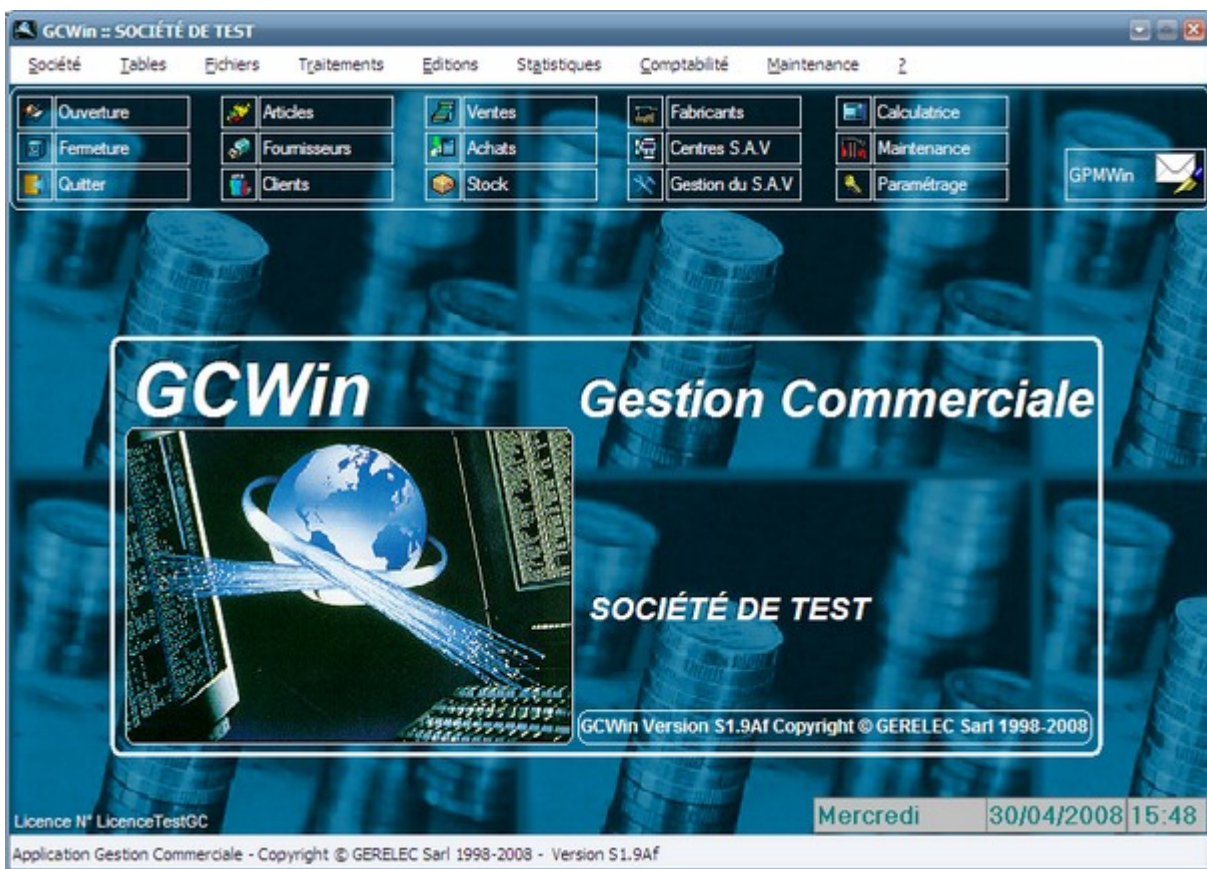 GCWin :: SOCIÉTÉ DE TEST
Société Tables Fichiers Traitements Editions Statistiques Comptabilité Maintenance ?
Ouverture Articles Ventes Fabricants Calculatrice
Fermeture Fournisseurs Achats Centres S.A.V Maintenance
Quitter Clients Stock Gestion du S.A.V Paramétrage
GPMWin
GCWin Gestion Commerciale
SOCIÉTÉ DE TEST
GCWin Version S1.9Af Copyright © GERELEC Sarl 1998-2008
Licence N° LicenceTestGC
Mercredi 30/04/2008 15:48
Application Gestion Commerciale - Copyright © GERELEC Sarl 1998-2008 - Version S1.9Af